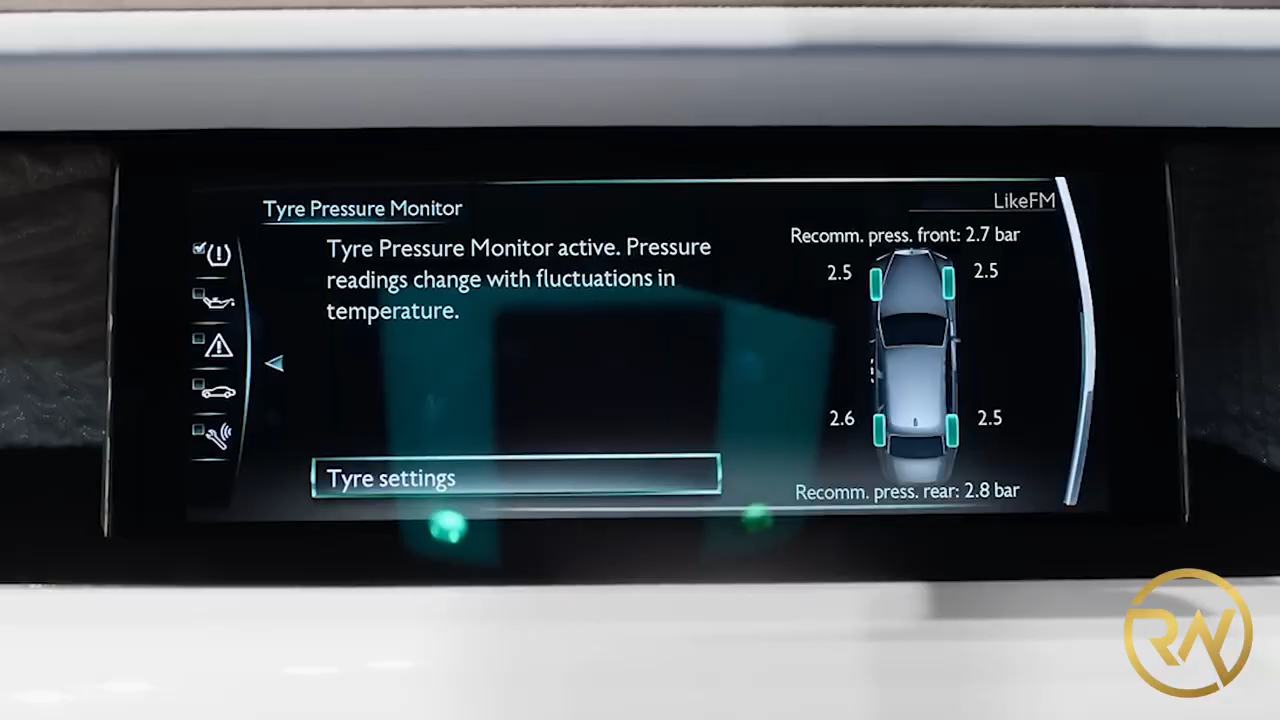 Tyre Pressure Monitor
LikeFM
Tyre Pressure Monitor active. Pressure
readings change with fluctuations in
temperature.
Recomm. press. front: 2.7 bar
2.5
2.5
2.6
2.5
Tyre settings
Recomm. press. rear: 2.8 bar
RW